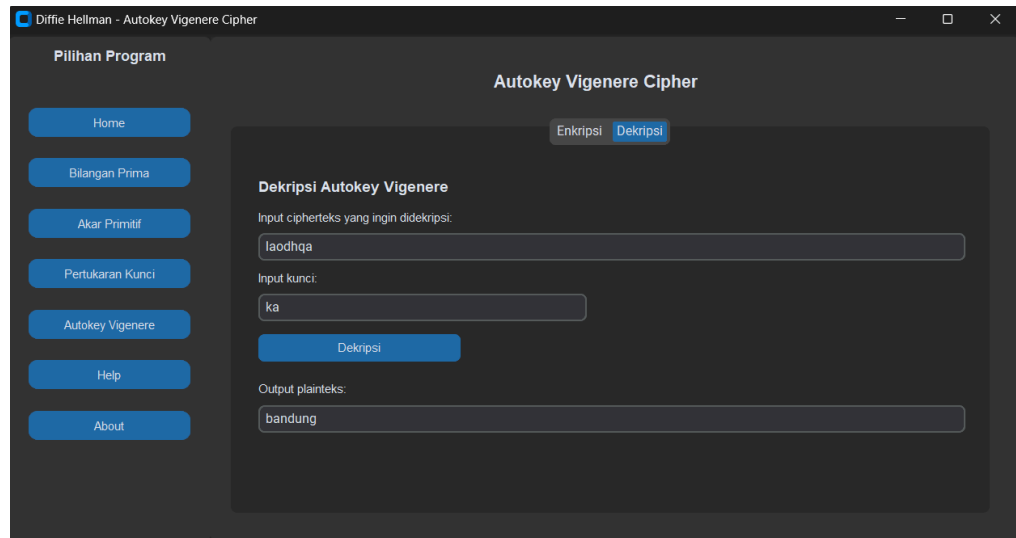 Diffie Hellman - Autokey Vigenere Cipher
Pilihan Program
Home
Bilangan Prima
Akar Primitif
Pertukaran Kunci
Autokey Vigenere
Help
About
Autokey Vigenere Cipher
Enkripsi Dekripsi
Dekripsi Autokey Vigenere
Input cipherteks yang ingin didekripsi:
laodhqa
Input kunci:
ka
Dekripsi
Output plainteks:
bandung